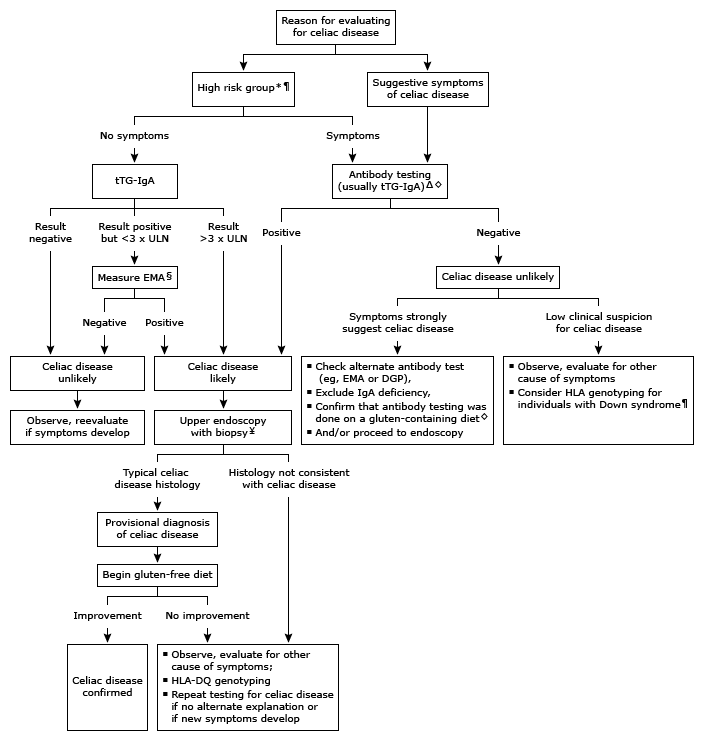 Reason for evaluating
for celiac disease
High risk group*¶
Suggestive symptoms
of celiac disease
No symptoms
Symptoms
tTG-IgA
Antibody testing
(usually tTG-IgA)Δ◇
Result
negative
Result positive
but <3 x ULN
Result
>3 x ULN
Positive
Negative
Measure EMA§
Celiac disease unlikely
Negative
Positive
Symptoms strongly
suggest celiac disease
Low clinical suspicion
for celiac disease
Celiac disease
unlikely
Celiac disease
likely
▪ Check alternate antibody test
(eg, EMA or DGP),
▪ Exclude IgA deficiency,
▪ Confirm that antibody testing was
done on a gluten-containing diet◇
▪ And/or proceed to endoscopy
▪ Observe, evaluate for other
cause of symptoms
▪ Consider HLA genotyping for
individuals with Down syndrome¶
Observe, reevaluate
if symptoms develop
Upper endoscopy
with biopsy¥
Typical celiac
disease histology
Histology not consistent
with celiac disease
Provisional diagnosis
of celiac disease
Begin gluten-free diet
Improvement
No improvement
Celiac disease
confirmed
▪ Observe, evaluate for other
cause of symptoms;
▪ HLA-DQ genotyping
▪ Repeat testing for celiac disease
if no alternate explanation or
if new symptoms develop